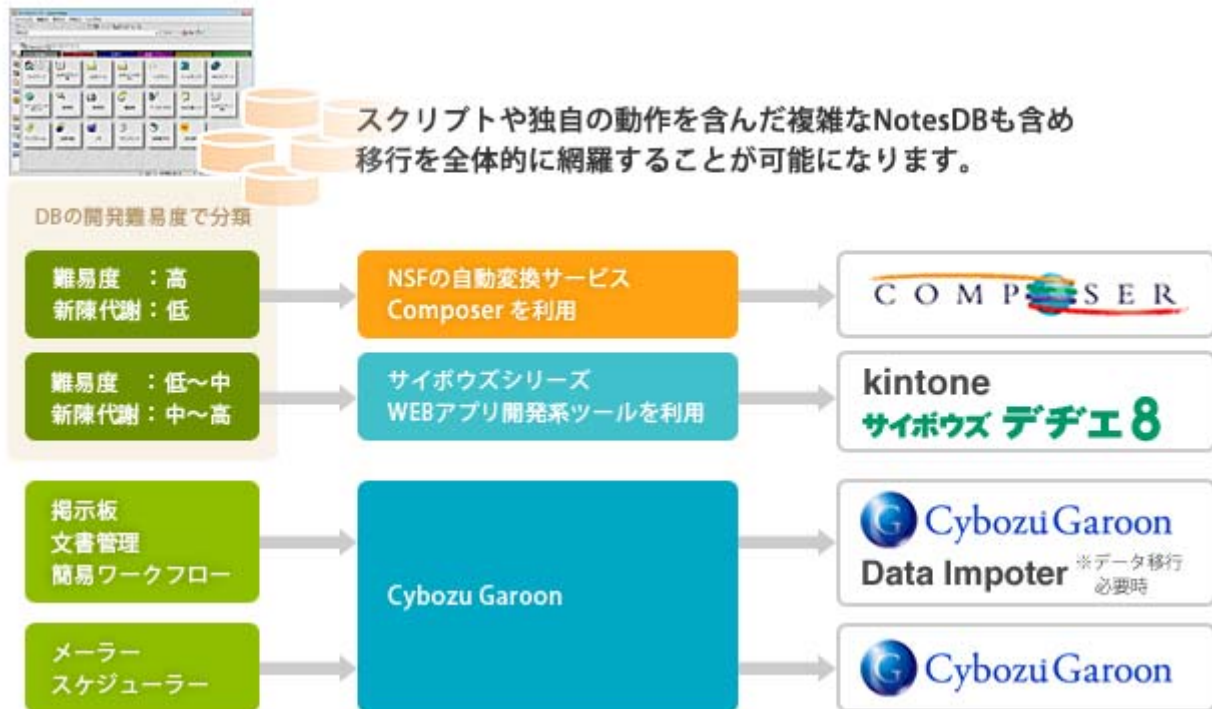 スクリプトや独自の動作を含んだ複雑なNotesDBも含め
移行を全体的に網羅することが可能になります。
DBの開発難易度で分類
難易度　：高
新陳代謝：低
NSFの自動変換サービス
Composer を利用
COMPOSER
難易度　：低～中
新陳代謝：中～高
サイボウズシリーズ
WEBアプリ開発系ツールを利用
kintone
サイボウズ デヂエ8
掲示板
文書管理
簡易ワークフロー
Cybozu Garoon
Cybozu Garoon
Data Impoter ※データ移行
必要時
メーラー
スケジューラー
Cybozu Garoon